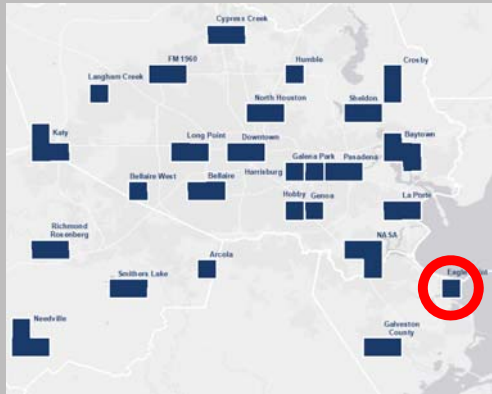 Cypress Creek
FM 1960
Humble
Crosby
Langham Creek
North Houston
Sheldon
Katy
Long Point
Downtown
Baytown
Harrisburg
Galena Park
Pasadena
Bellaire West
Bellaire
Hobby
Genoa
La Porte
Richmond
Rosenberg
NASA
Arcola
Smithers Lake
Needville
Galveston
County